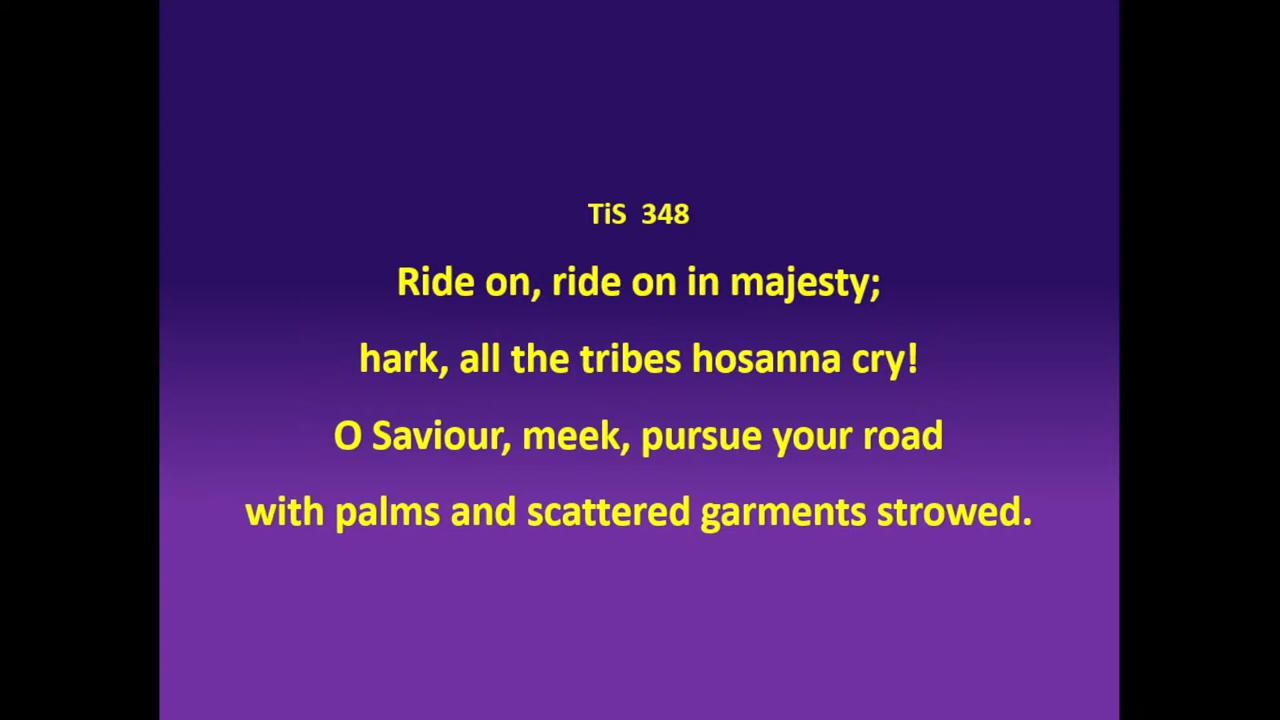 TiS 348
Ride on, ride on in majesty;
hark, all the tribes hosanna cry!
O Saviour, meek, pursue your road
with palms and scattered garments strowed.